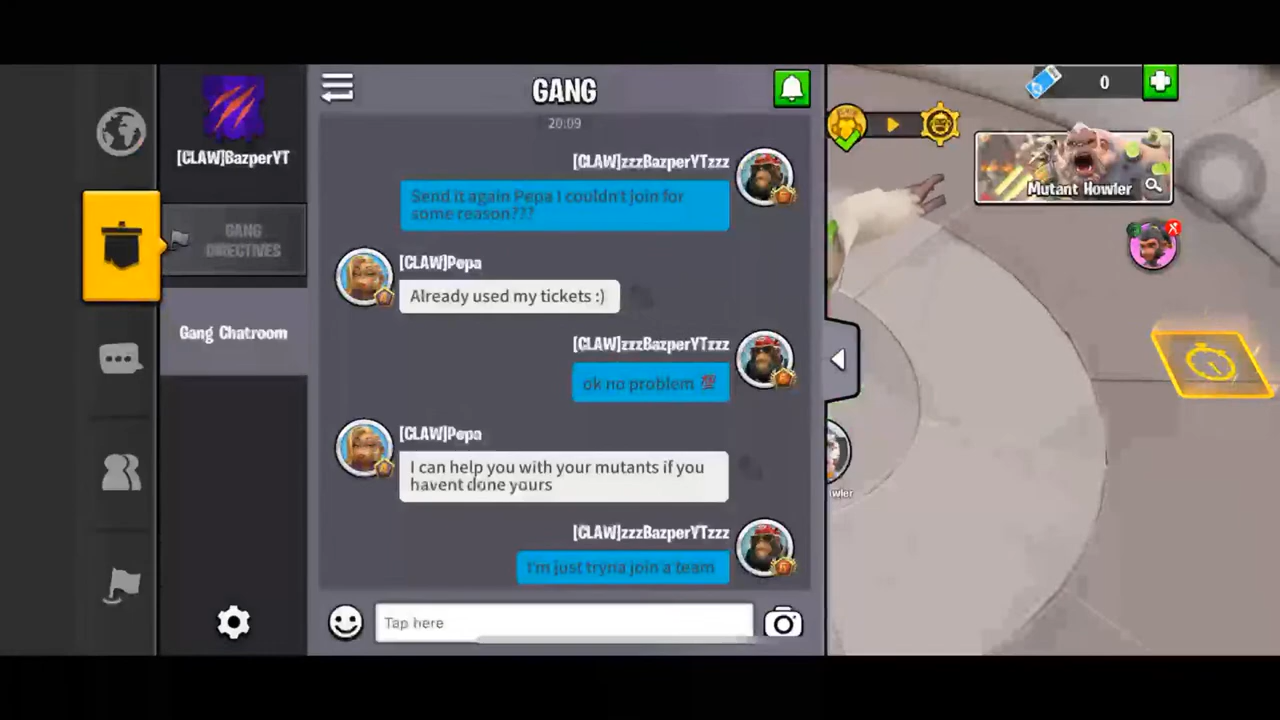 GANG
0
[CLAW]BazperYT
20:09
[CLAW]zzzBazperYTzzz
Send it again Pepa I couldn't join for
some reason???
Mutant Howler
GANG
DIRECTIVES
[CLAW]Pepa
Already used my tickets :)
Gang Chatroom
[CLAW]zzzBazperYTzzz
ok no problem 💯
[CLAW]Pepa
I can help you with your mutants if you
havent done yours
wler
[CLAW]zzzBazperYTzzz
I'm just tryna join a team
Tap here